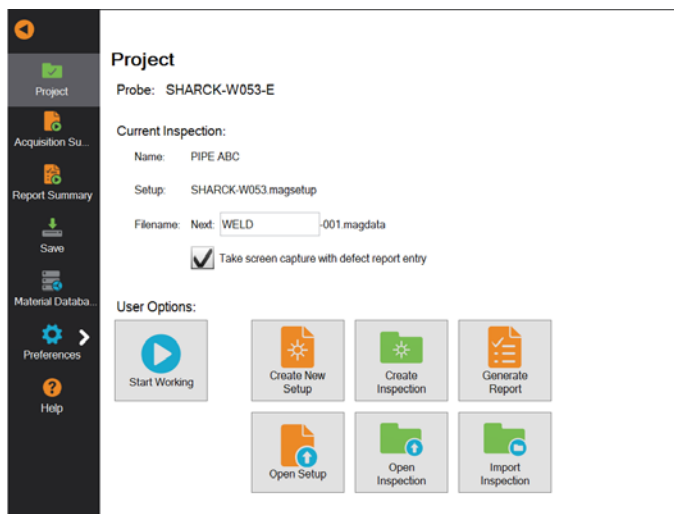 Project
Acquisition Su...
Report Summary
Save
Material Databa...
Preferences
Help
Project
Probe: SHARCK-W053-E
Current Inspection:
Name: PIPE ABC
Setup: SHARCK-W053.magsetup
Filename: Next: WELD -001.magdata
Take screen capture with defect report entry
User Options:
Start Working
Create New
Setup
Create
Inspection
Generate
Report
Open Setup
Open
Inspection
Import
Inspection